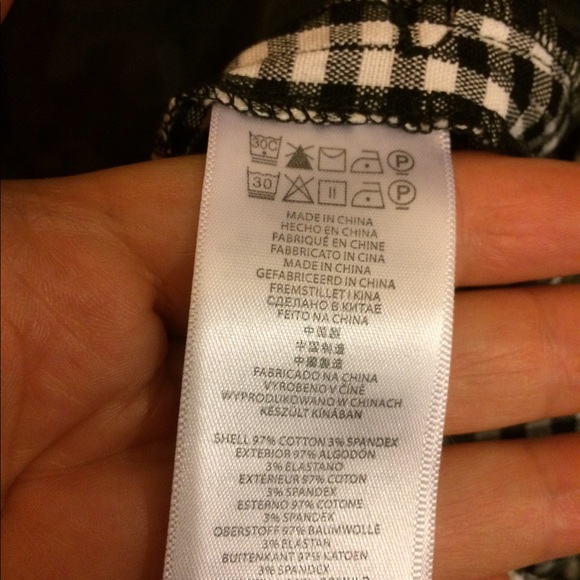 30C P
30 P
MADE IN CHINA
HECHO EN CHINA
FABRIQUÉ EN CHINE
FABBRICATO IN CINA
MADE IN CHINA
GEFABRICEERD IN CHINA
FREMSTILLET I KINA
СДЕЛАНО В КИТАЕ
FEITO NA CHINA
中国製
中国制造
中國製造
FABRICADO NA CHINA
VYROBENO V ČÍNĚ
WYPRODUKOWANO W CHINACH
KÉSZÜLT KÍNÁBAN
SHELL 97% COTTON 3% SPANDEX
EXTERIOR 97% ALGODÓN
3% ELASTANO
EXTÉRIEUR 97% COTON
3% SPANDEX
ESTERNO 97% COTONE
3% SPANDEX
OBERSTOFF 97% BAUMWOLLE
3% ELASTAN
BUITENKANT 97% KATOEN
3% SPANDEX